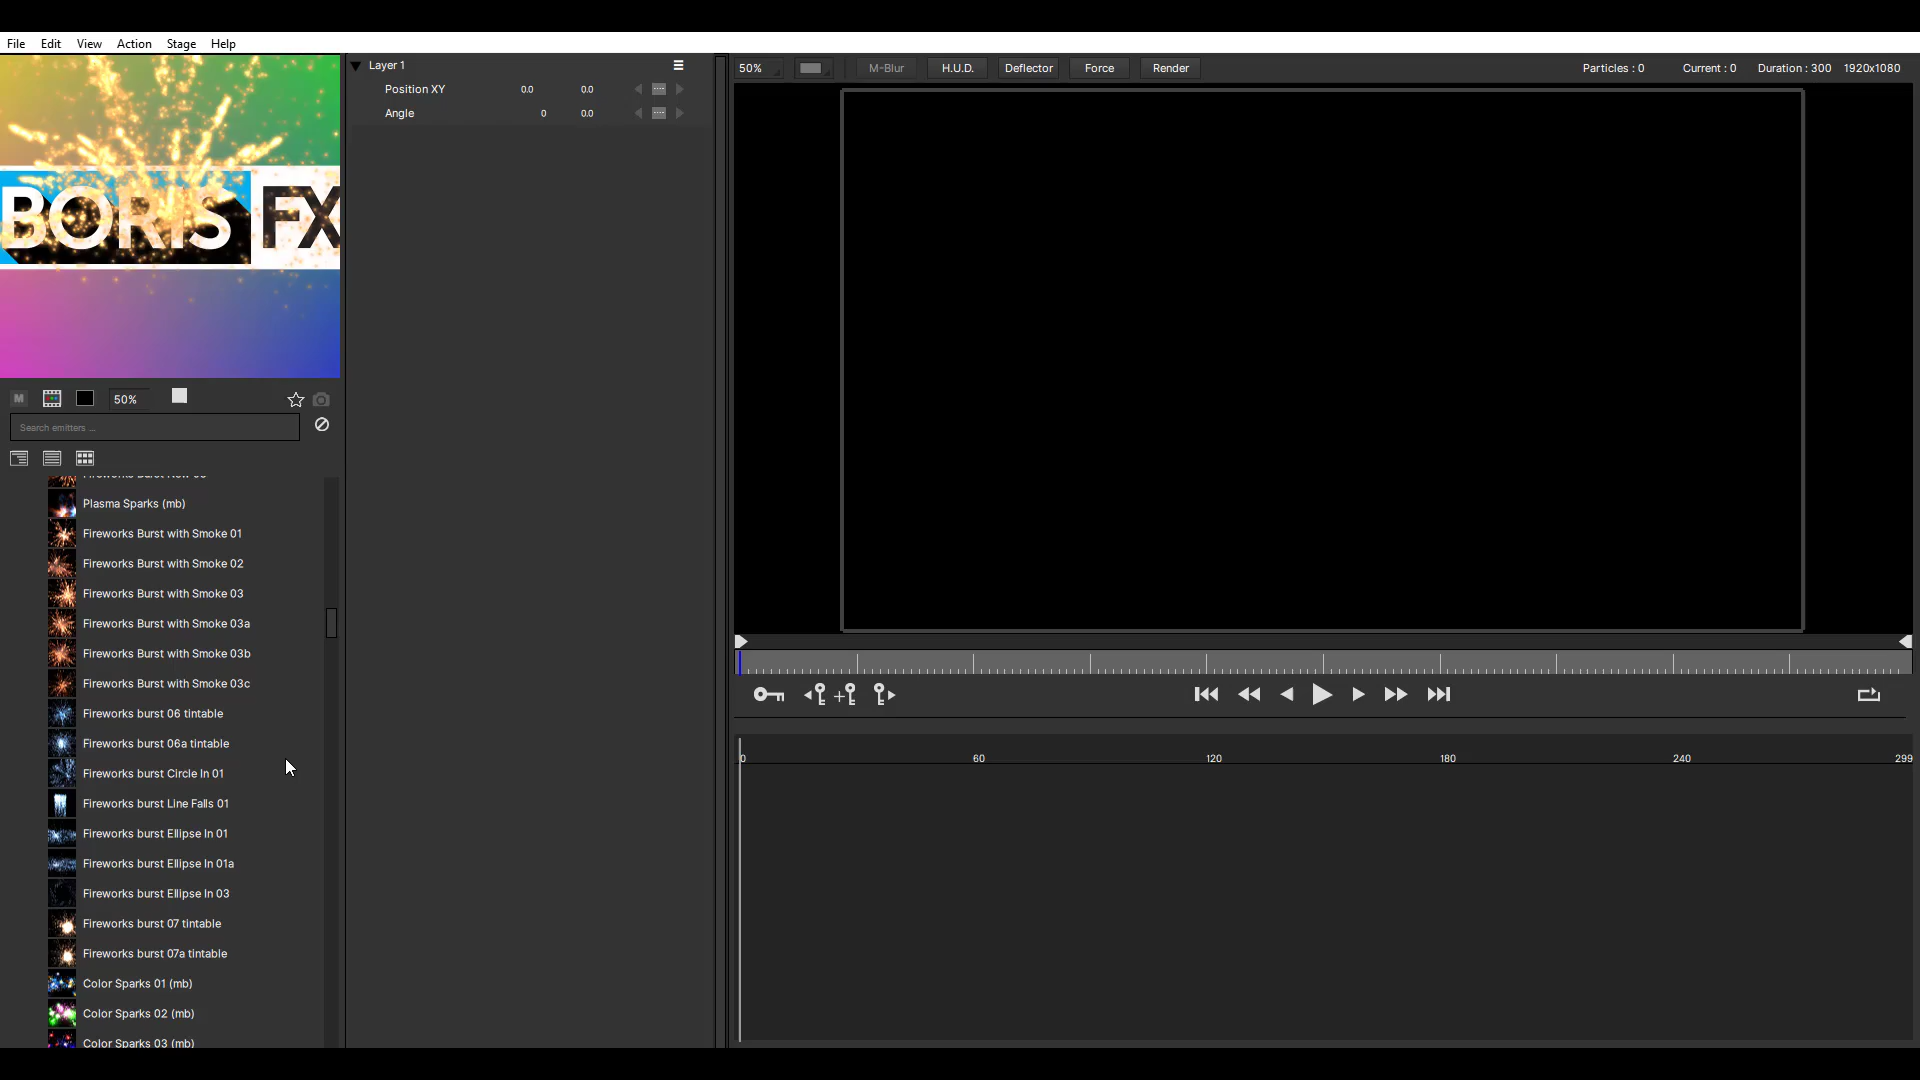 File Edit View Action Stage Help
BORIS FX
Layer 1
Position XY 0.0 0.0
Angle 0 0.0
50% M-Blur H.U.D. Deflector Force Render Particles : 0 Current : 0 Duration : 300 1920x1080
M 50%
Search emitters ...
Plasma Sparks (mb)
Fireworks Burst with Smoke 01
Fireworks Burst with Smoke 02
Fireworks Burst with Smoke 03
Fireworks Burst with Smoke 03a
Fireworks Burst with Smoke 03b
Fireworks Burst with Smoke 03c
Fireworks burst 06 tintable
Fireworks burst 06a tintable
Fireworks burst Circle In 01
Fireworks burst Line Falls 01
Fireworks burst Ellipse In 01
Fireworks burst Ellipse In 01a
Fireworks burst Ellipse In 03
Fireworks burst 07 tintable
Fireworks burst 07a tintable
Color Sparks 01 (mb)
Color Sparks 02 (mb)
Color Sparks 03 (mb)
0 60 120 180 240 299